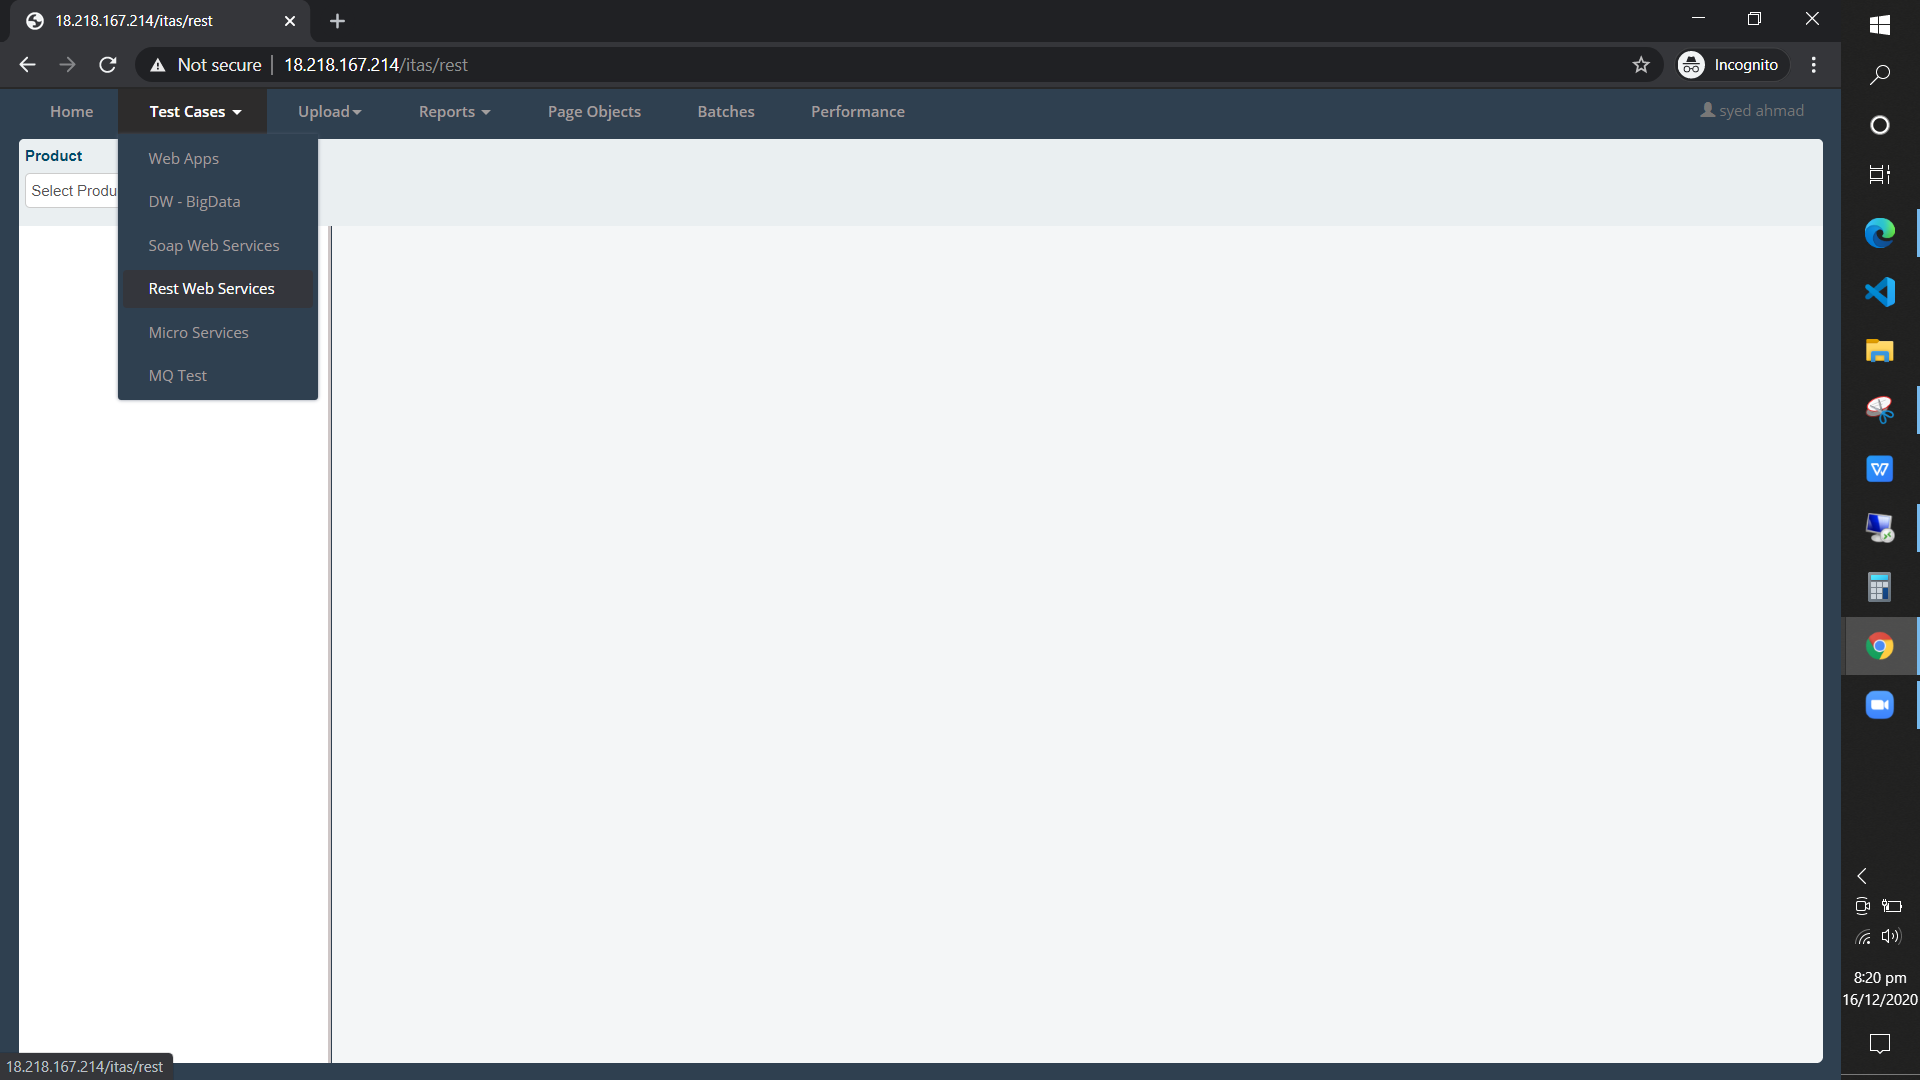 18.218.167.214/itas/rest
Not secure
18.218.167.214/itas/rest
Incognito
Home
Test Cases
Upload
Reports
Page Objects
Batches
Performance
syed ahmad
Product
Select Produ
Web Apps
DW - BigData
Soap Web Services
Rest Web Services
Micro Services
MQ Test
8:20 pm
16/12/2020
18.218.167.214/itas/rest